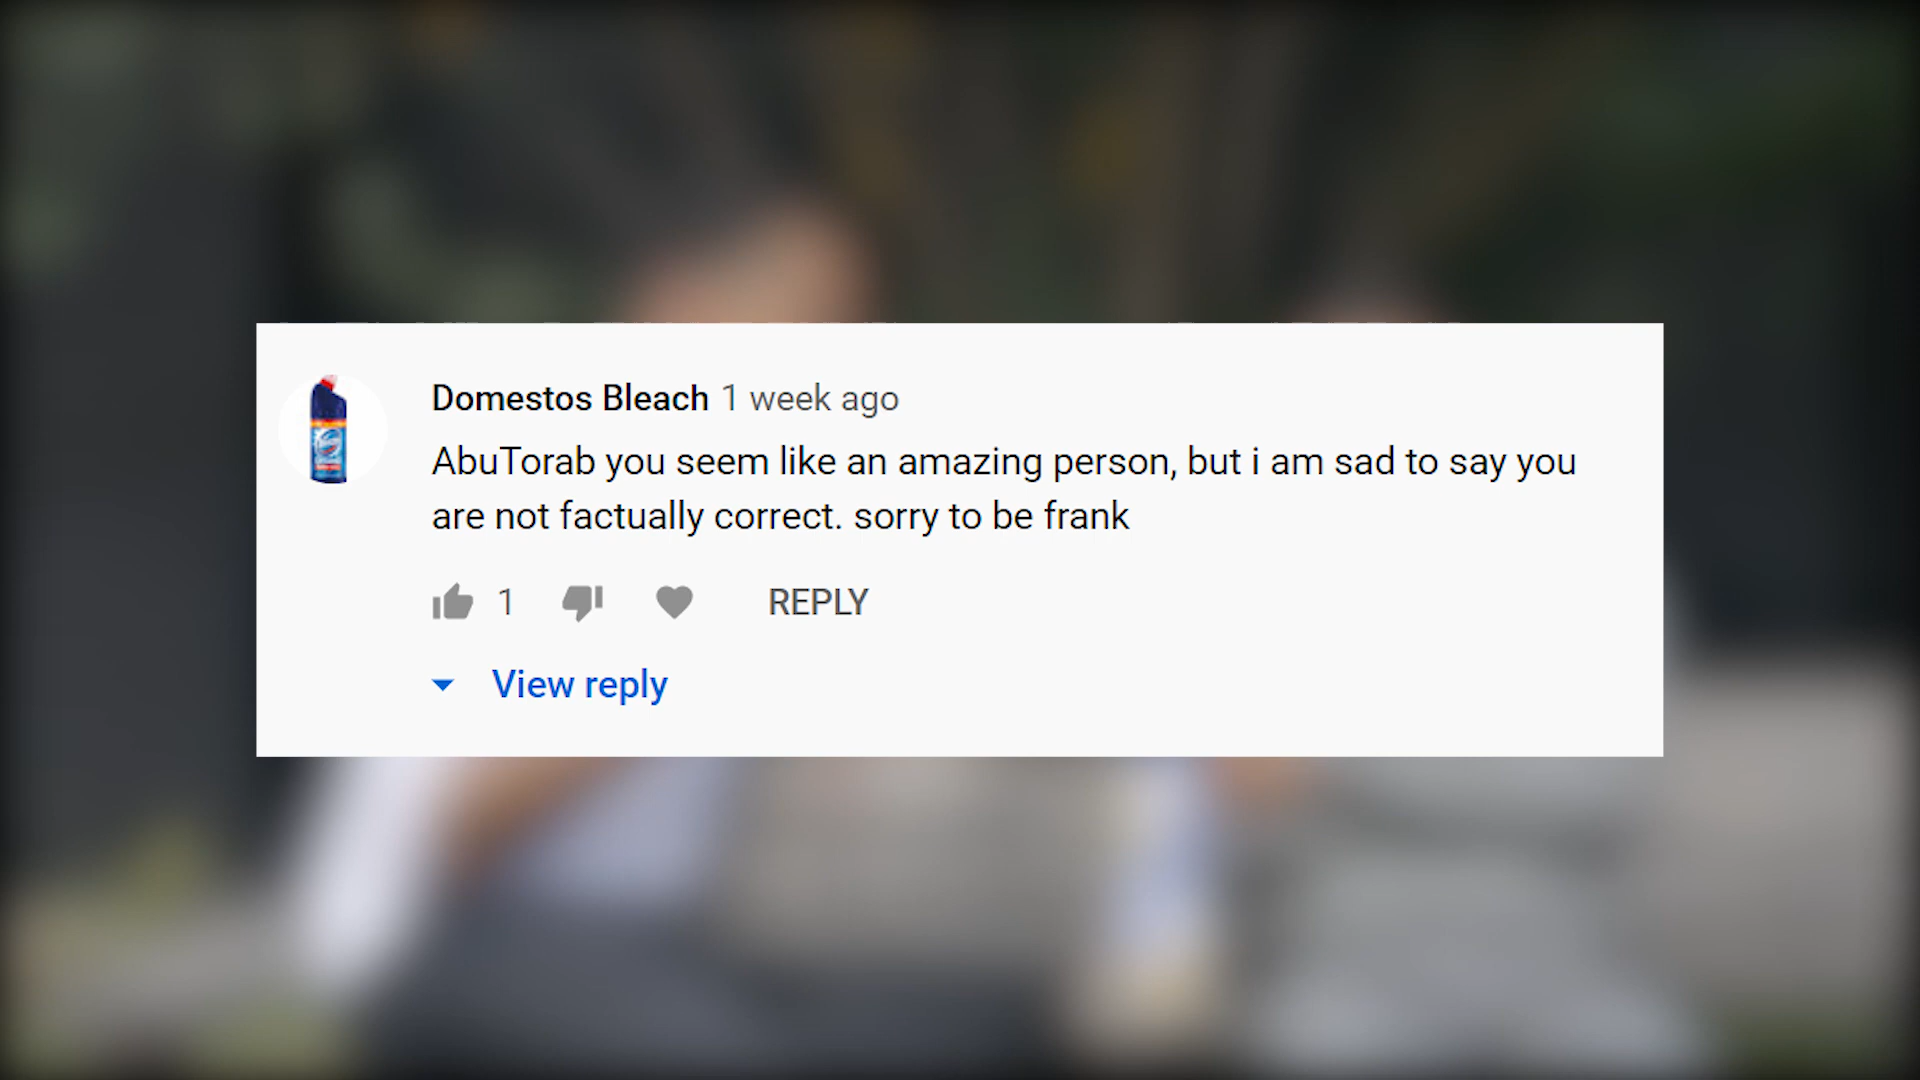 Domestos Bleach 1 week ago
AbuTorab you seem like an amazing person, but i am sad to say you
are not factually correct. sorry to be frank
1 REPLY
View reply